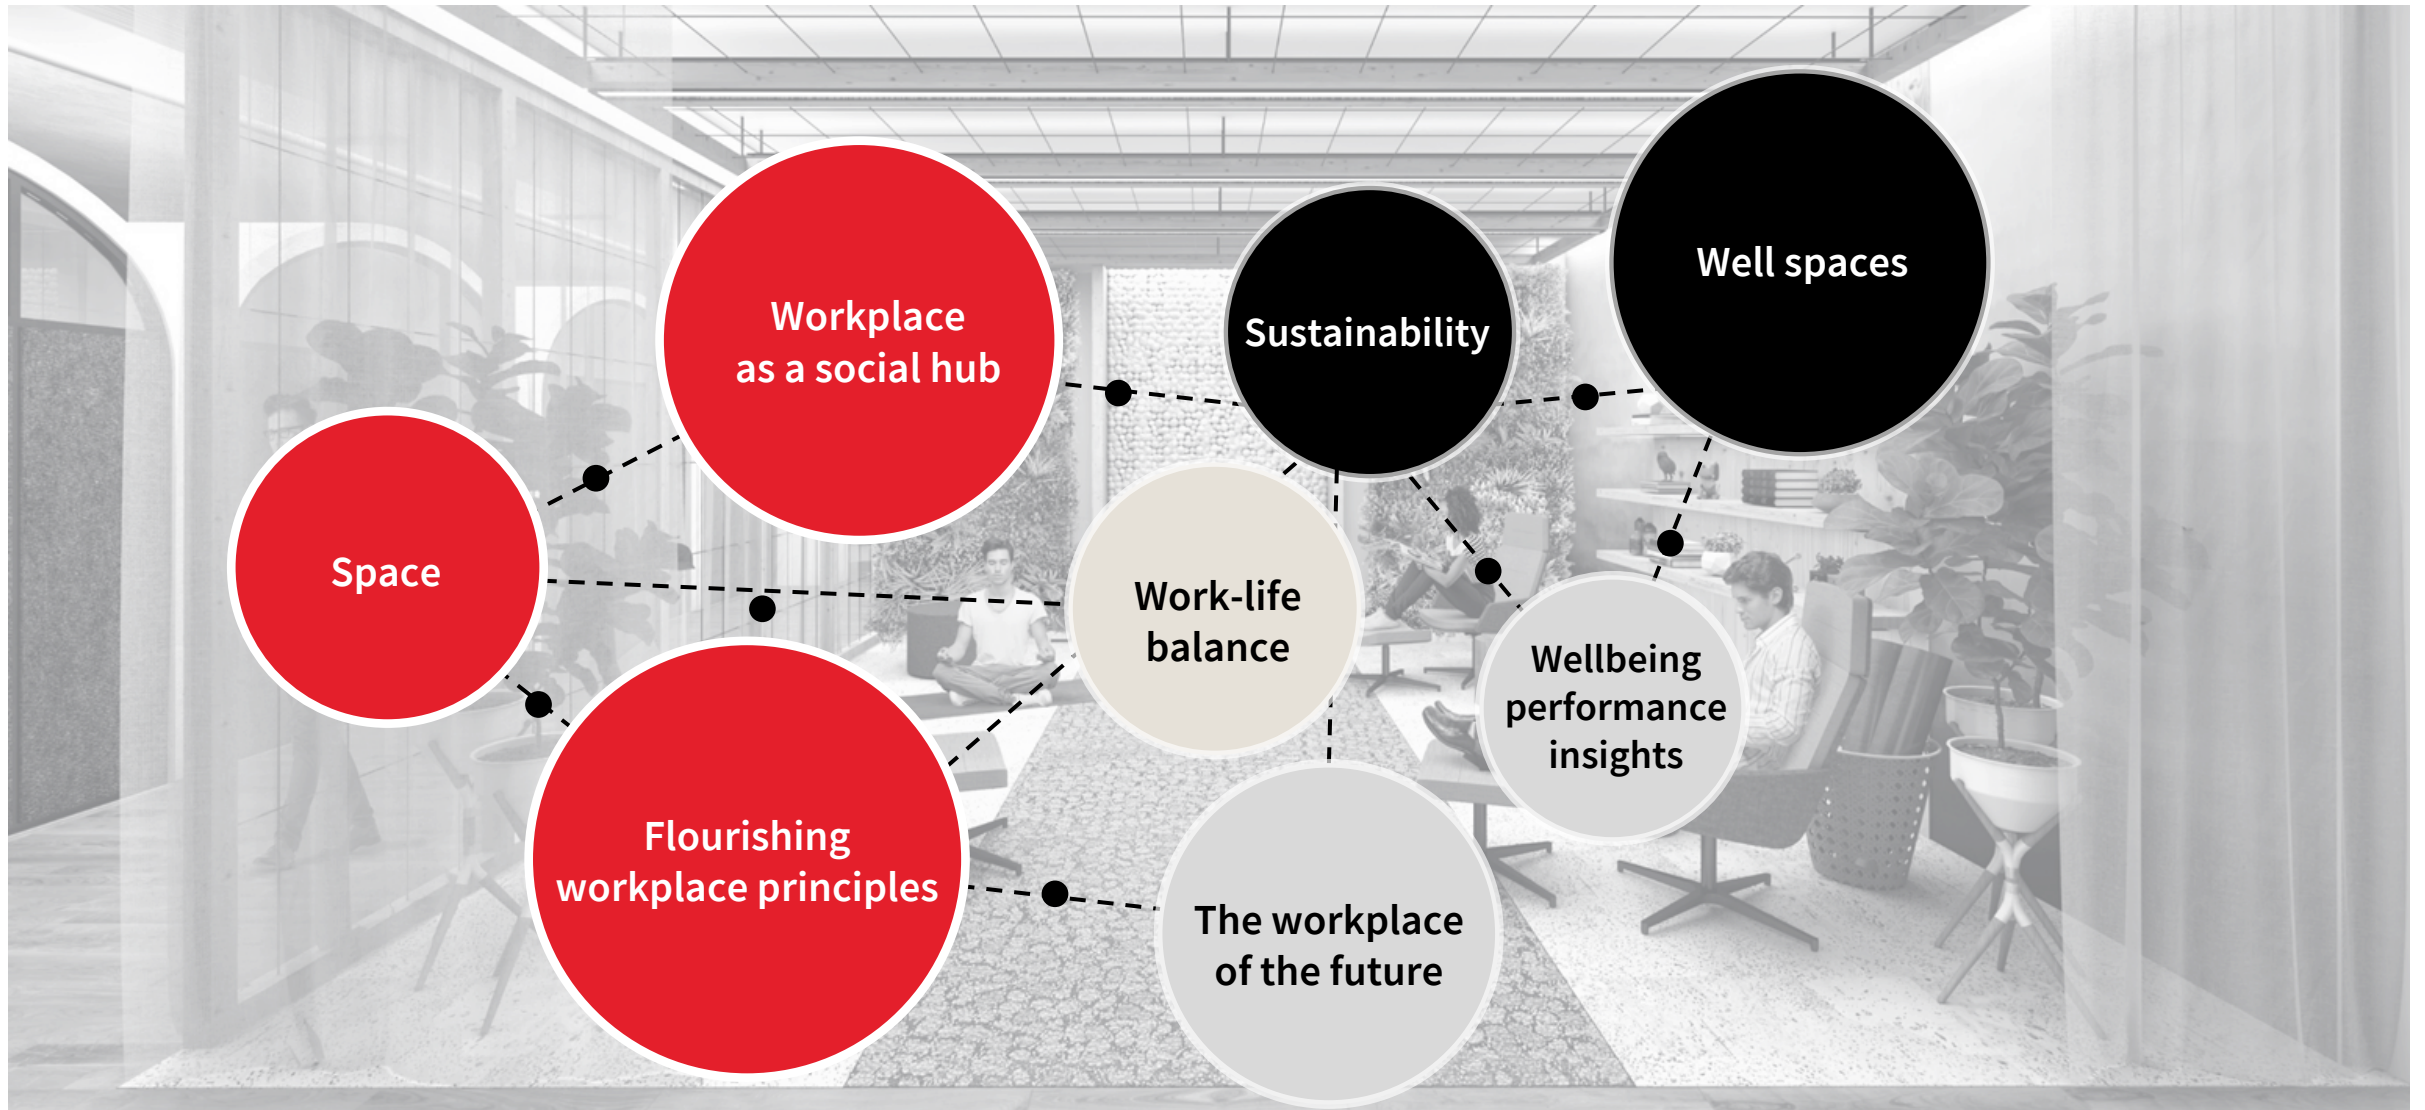 Workplace
as a social hub
Sustainability
Well spaces
Space
Work-life
balance
Wellbeing
performance
insights
Flourishing
workplace principles
The workplace
of the future